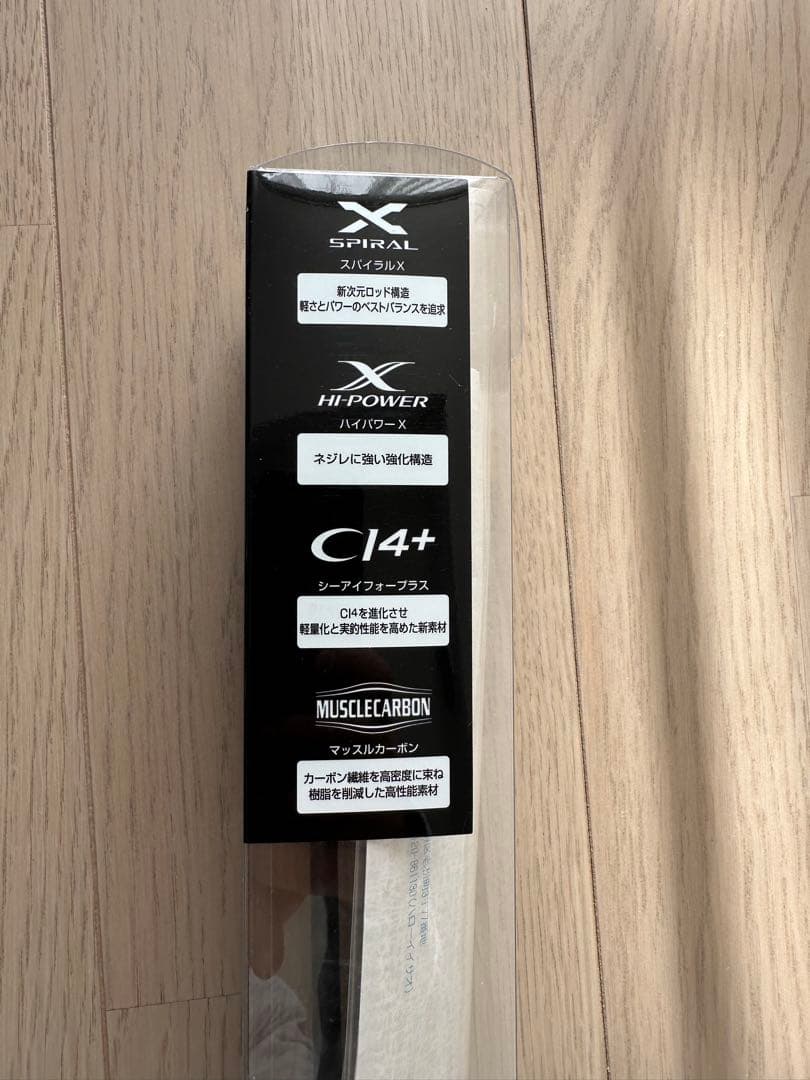 X
SPIRAL
スパイラルX
新次元ロッド構造
軽さとパワーのベストバランスを追求
X
HI-POWER
ハイパワーX
ネジレに強い強化構造
CI4+
シーアイフォープラス
CI4を進化させ
軽量化と実釣性能を高めた新素材
MUSCLECARBON
マッスルカーボン
カーボン繊維を高密度に束ね
樹脂を削減した高性能素材